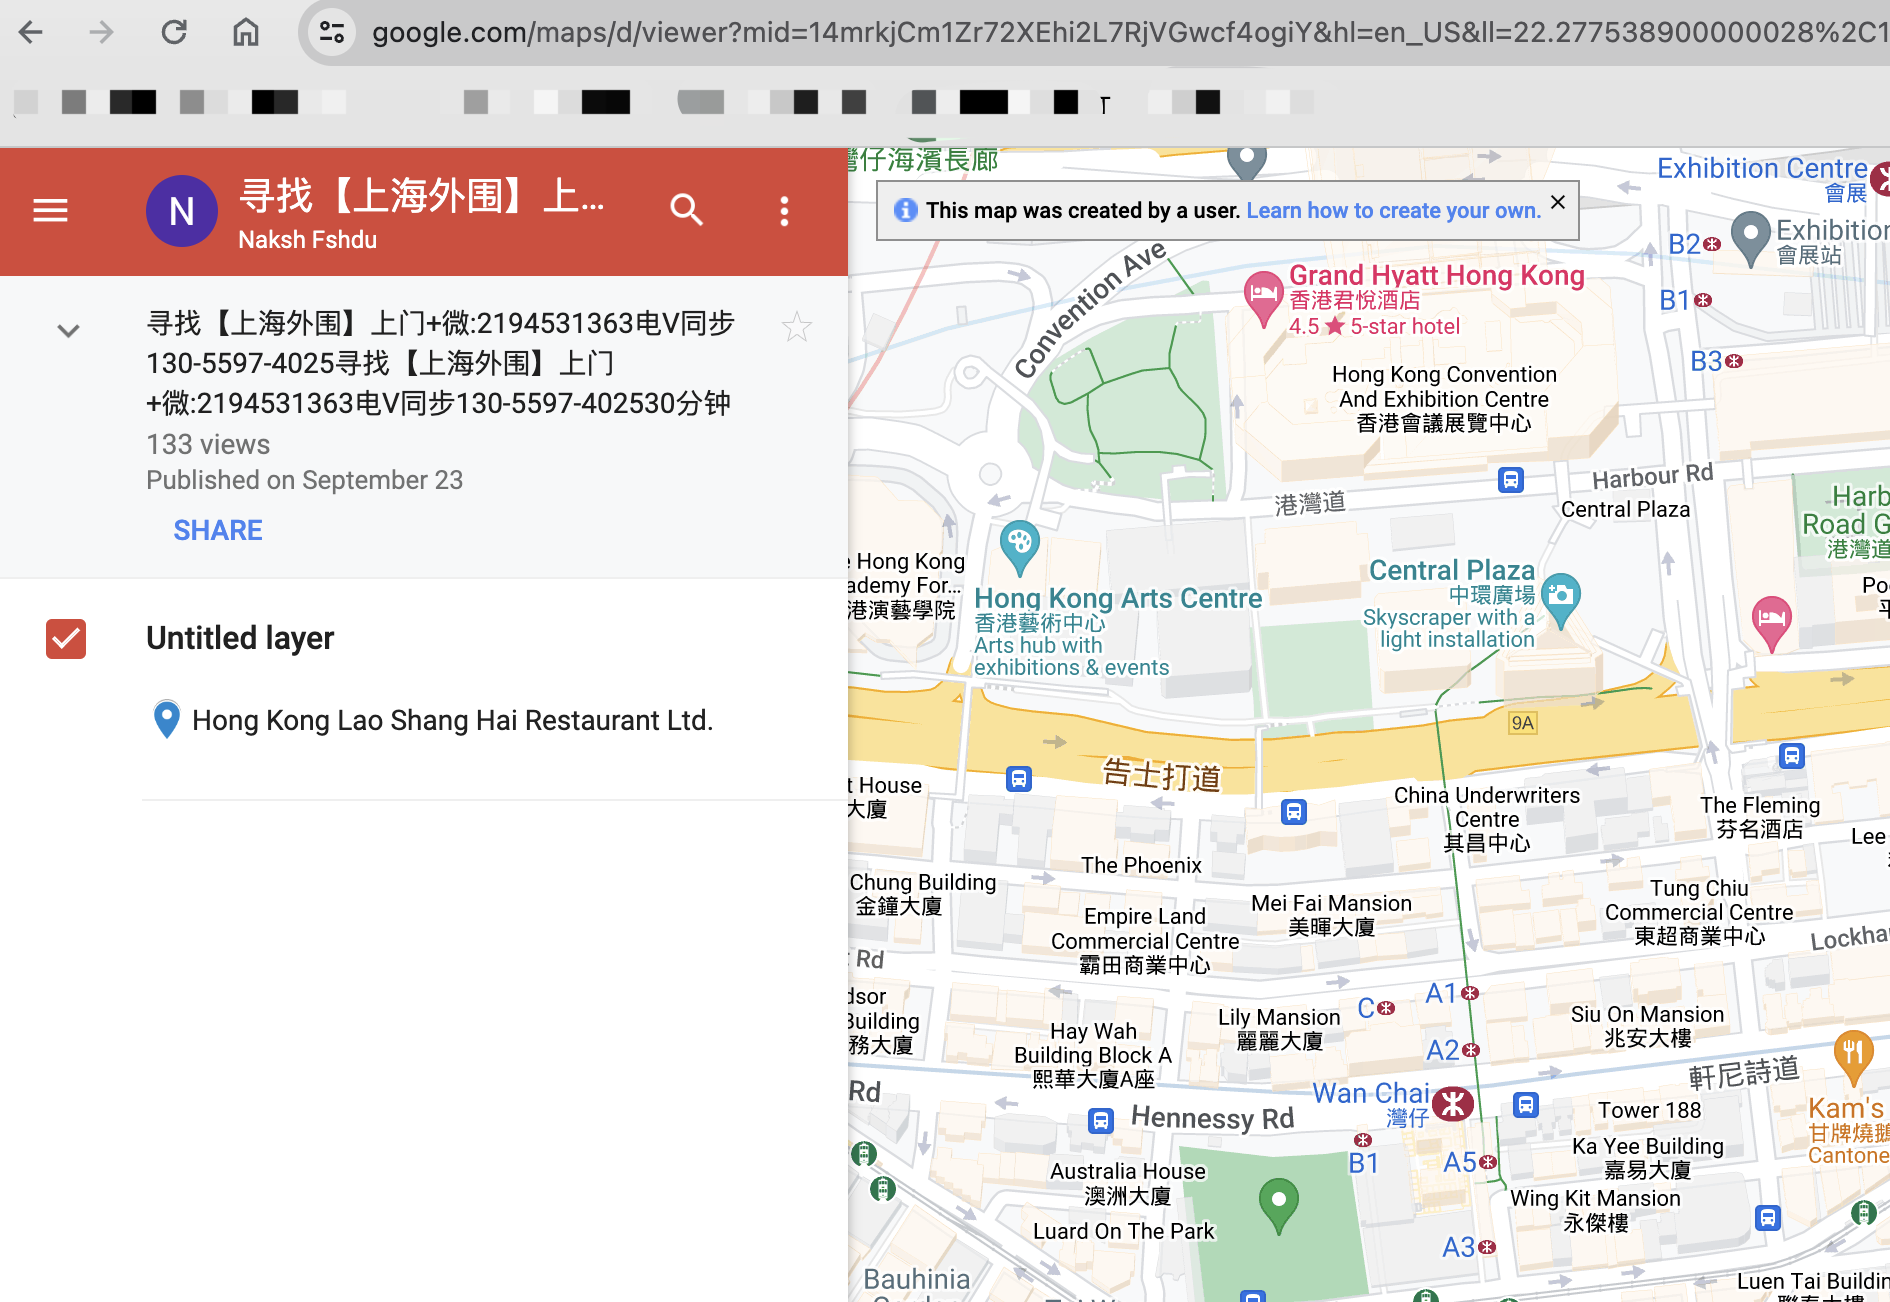 google.com/maps/d/viewer?mid=14mrkjCm1Zr72XEhi2L7RjVGwcf4ogiY&hl=en_US&ll=22.277538900000028%2C1
N
寻找【上海外围】上...
Naksh Fshdu
寻找【上海外围】上门+微:2194531363电V同步
130-5597-4025寻找【上海外围】上门
+微:2194531363电V同步130-5597-402530分钟
133 views
Published on September 23
SHARE
Untitled layer
Hong Kong Lao Shang Hai Restaurant Ltd.
灣仔海濱長廊
This map was created by a user. Learn how to create your own.
Exhibition Centre
會展
B2
Exhibition
會展站
B1
B3
Convention Ave
Grand Hyatt Hong Kong
香港君悅酒店
4.5 ★ 5-star hotel
Hong Kong Convention
And Exhibition Centre
香港會議展覽中心
Harbour Rd
港灣道
Central Plaza
Harb
Road G
港灣道
Hong Kong
ademy For...
港演藝學院
Hong Kong Arts Centre
香港藝術中心
Arts hub with
exhibitions & events
Central Plaza
中環廣場
Skyscraper with a
light installation
Po
9A
告士打道
t House
大廈
China Underwriters
Centre
其昌中心
The Fleming
芬名酒店
Lee
The Phoenix
Chung Building
金鐘大廈
Empire Land
Commercial Centre
霸田商業中心
Mei Fai Mansion
美暉大廈
Tung Chiu
Commercial Centre
東超商業中心
Lockha
Rd
dsor
Building
務大廈
Hay Wah
Building Block A
熙華大廈A座
Lily Mansion
麗麗大廈
C
A1
A2
Siu On Mansion
兆安大樓
軒尼詩道
Rd
Hennessy Rd
Wan Chai
灣仔
B1
A5
Tower 188
Ka Yee Building
嘉易大廈
Kam's
甘牌燒鵝
Cantone
Australia House
澳洲大廈
Luard On The Park
Wing Kit Mansion
永傑樓
A3
Bauhinia
Luen Tai Buildin